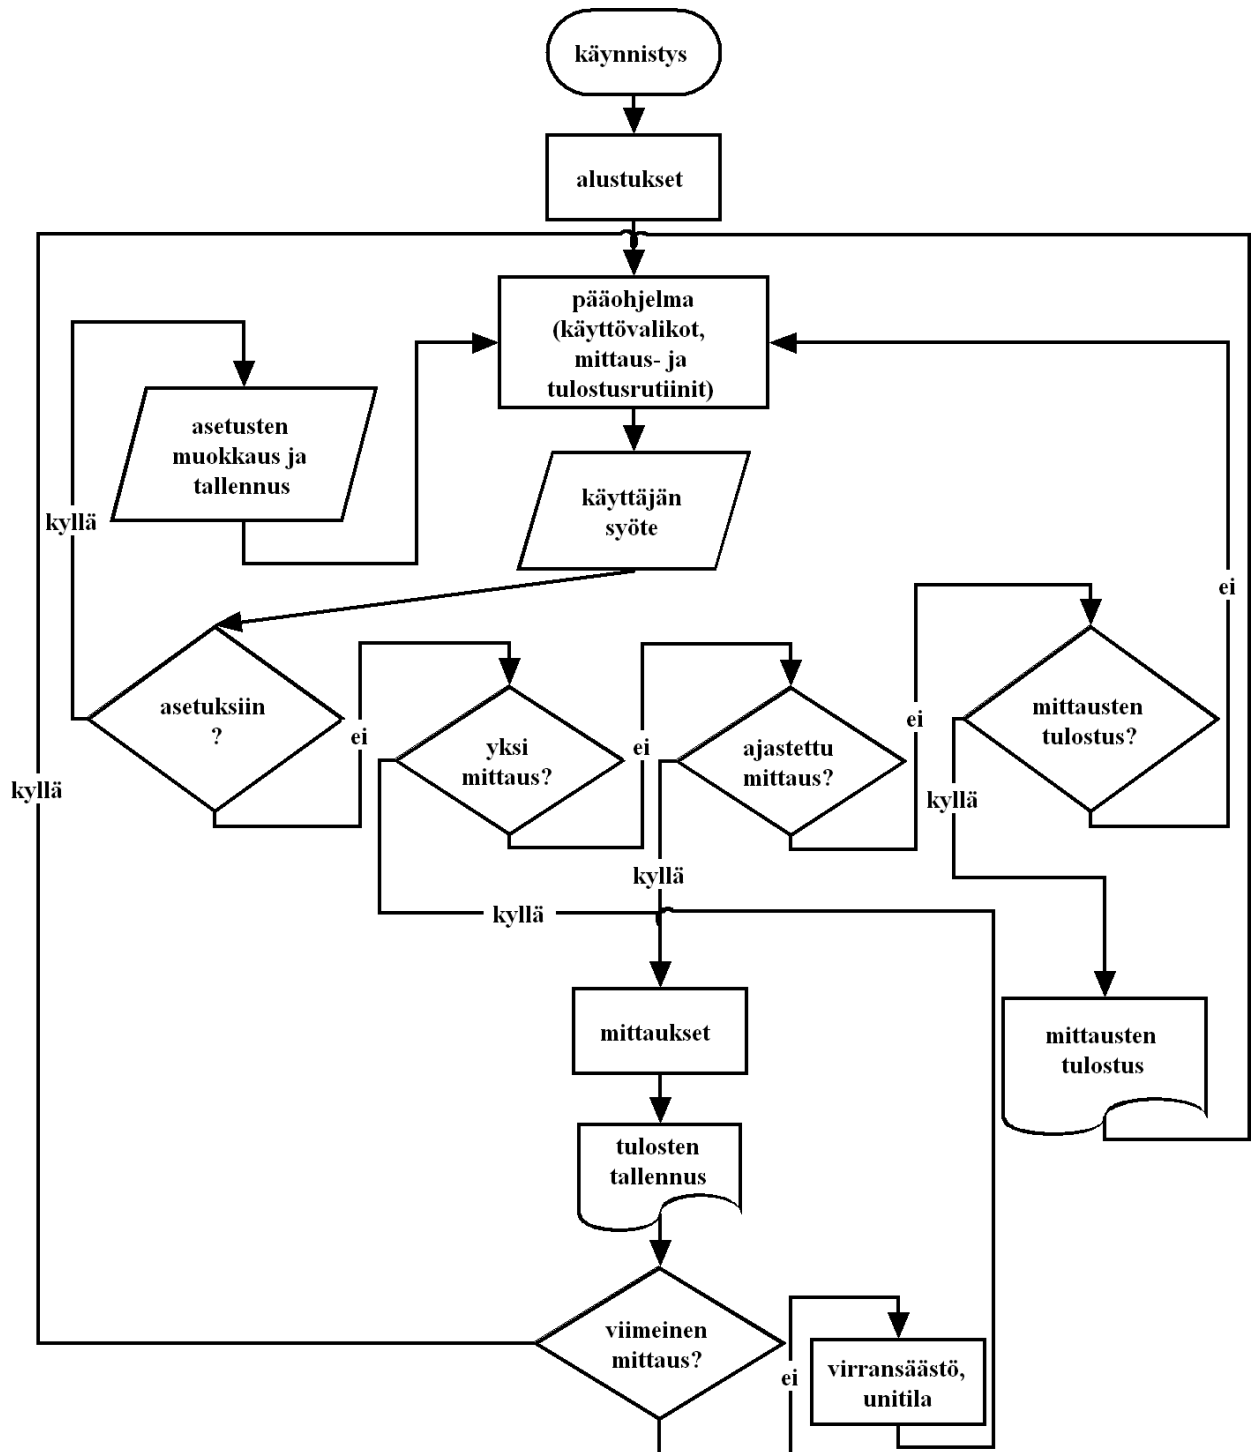 käynnistys
alustukset
pääohjelma
(käyttövalikot,
mittaus- ja
tulostusrutiinit)
asetusten
muokkaus ja
tallennus
käyttäjän
syöte
kyllä
ei
asetuksiin
?
ei
yksi
mittaus?
ei
ajastettu
mittaus?
ei
mittausten
tulostus?
kyllä
kyllä
kyllä
kyllä
mittaukset
mittausten
tulostus
tulosten
tallennus
viimeinen
mittaus?
ei
virransäästö,
unitila